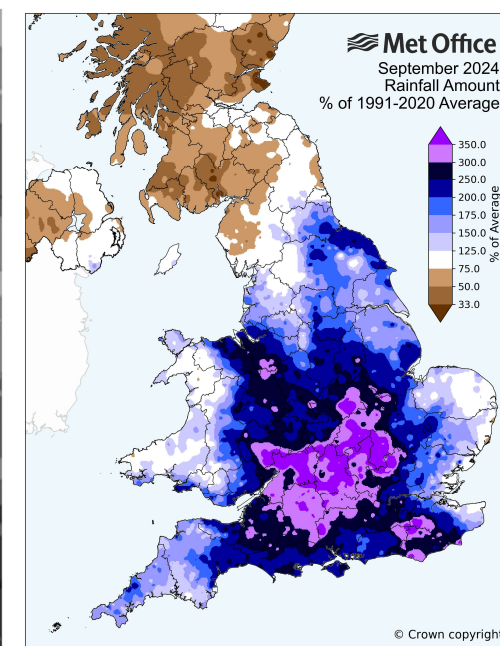 Met Office
September 2024
Rainfall Amount
% of 1991-2020 Average
350.0
300.0
250.0
200.0
175.0
150.0
125.0
75.0
50.0
33.0
% of Average
© Crown copyright